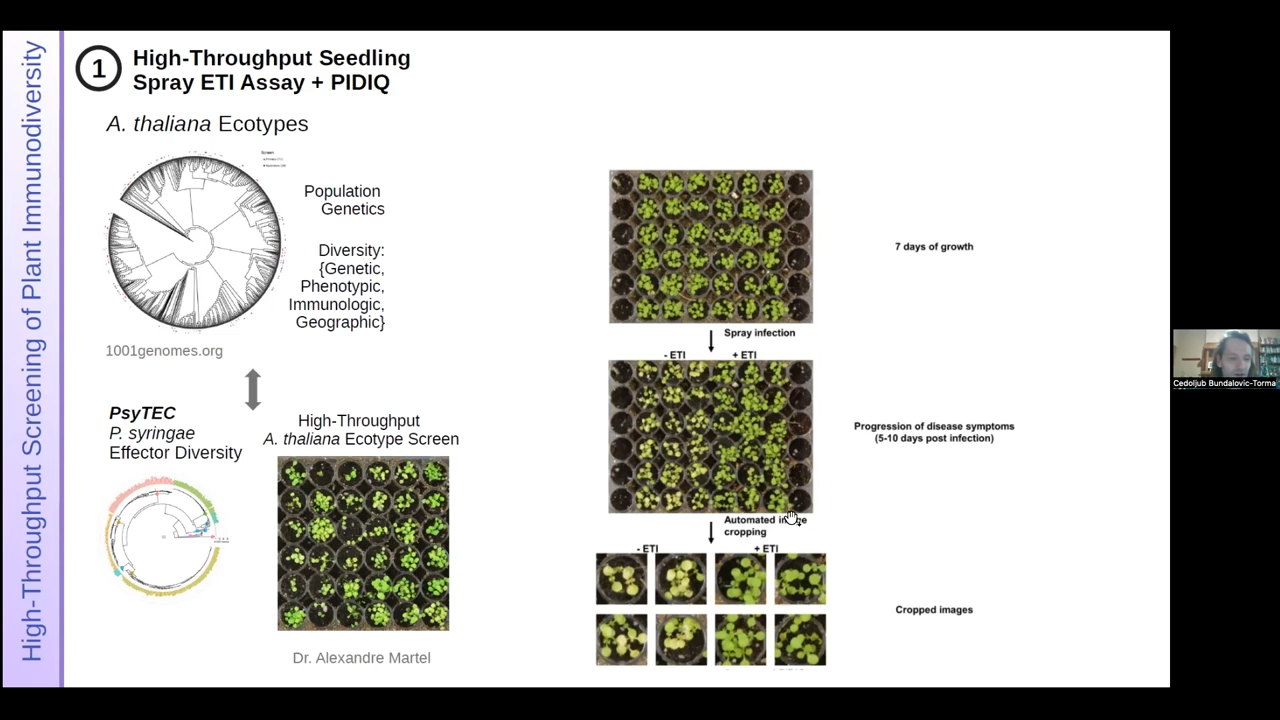 High-Throughput Screening of Plant Immunodiversity
1
High-Throughput Seedling
Spray ETI Assay + PIDIQ
A. thaliana Ecotypes
Screen
Population
Genetics
Diversity:
{Genetic,
Phenotypic,
Immunologic,
Geographic}
1001genomes.org
PsyTEC
P. syringae
Effector Diversity
High-Throughput
A. thaliana Ecotype Screen
Dr. Alexandre Martel
7 days of growth
Spray infection
- ETI
+ ETI
Progression of disease symptoms
(5-10 days post infection)
Automated image
cropping
- ETI
+ ETI
Cropped images
Cedoljub Bundalovic-Torma